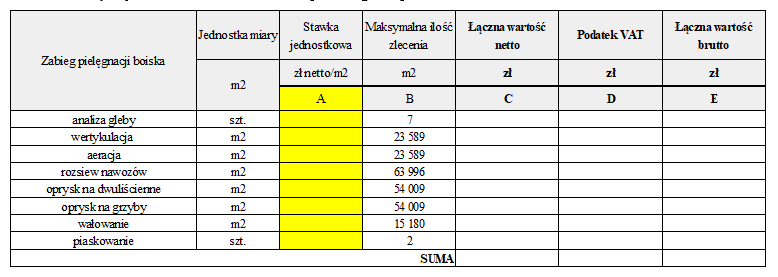 Zabieg pielęgnacji boiska
Jednostka miary
Stawka jednostkowa
Maksymalna ilość zlecenia
Łączna wartość netto
Podatek VAT
Łączna wartość brutto
m2
zł netto/m2
m2
zł
zł
zł
A
B
C
D
E
analiza gleby szt. 7
wertykulacja m2 23 589
aeracja m2 23 589
rozsiew nawozów m2 63 996
oprysk na dwuliścienne m2 54 009
oprysk na grzyby m2 54 009
wałowanie m2 15 180
piaskowanie szt. 2
SUMA